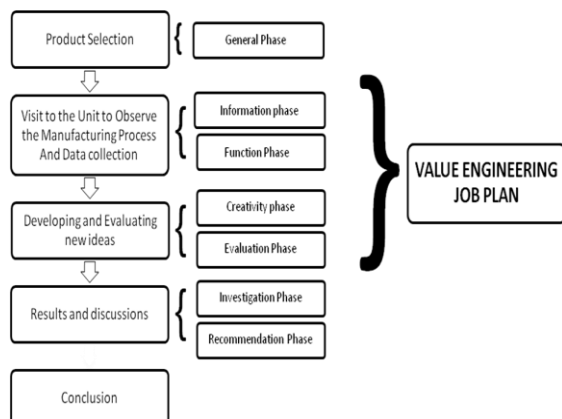 Product Selection
General Phase
Visit to the Unit to Observe
the Manufacturing Process
And Data collection
Information phase
Function Phase
VALUE ENGINEERING
JOB PLAN
Developing and Evaluating
new ideas
Creativity phase
Evaluation Phase
Results and discussions
Investigation Phase
Recommendation Phase
Conclusion